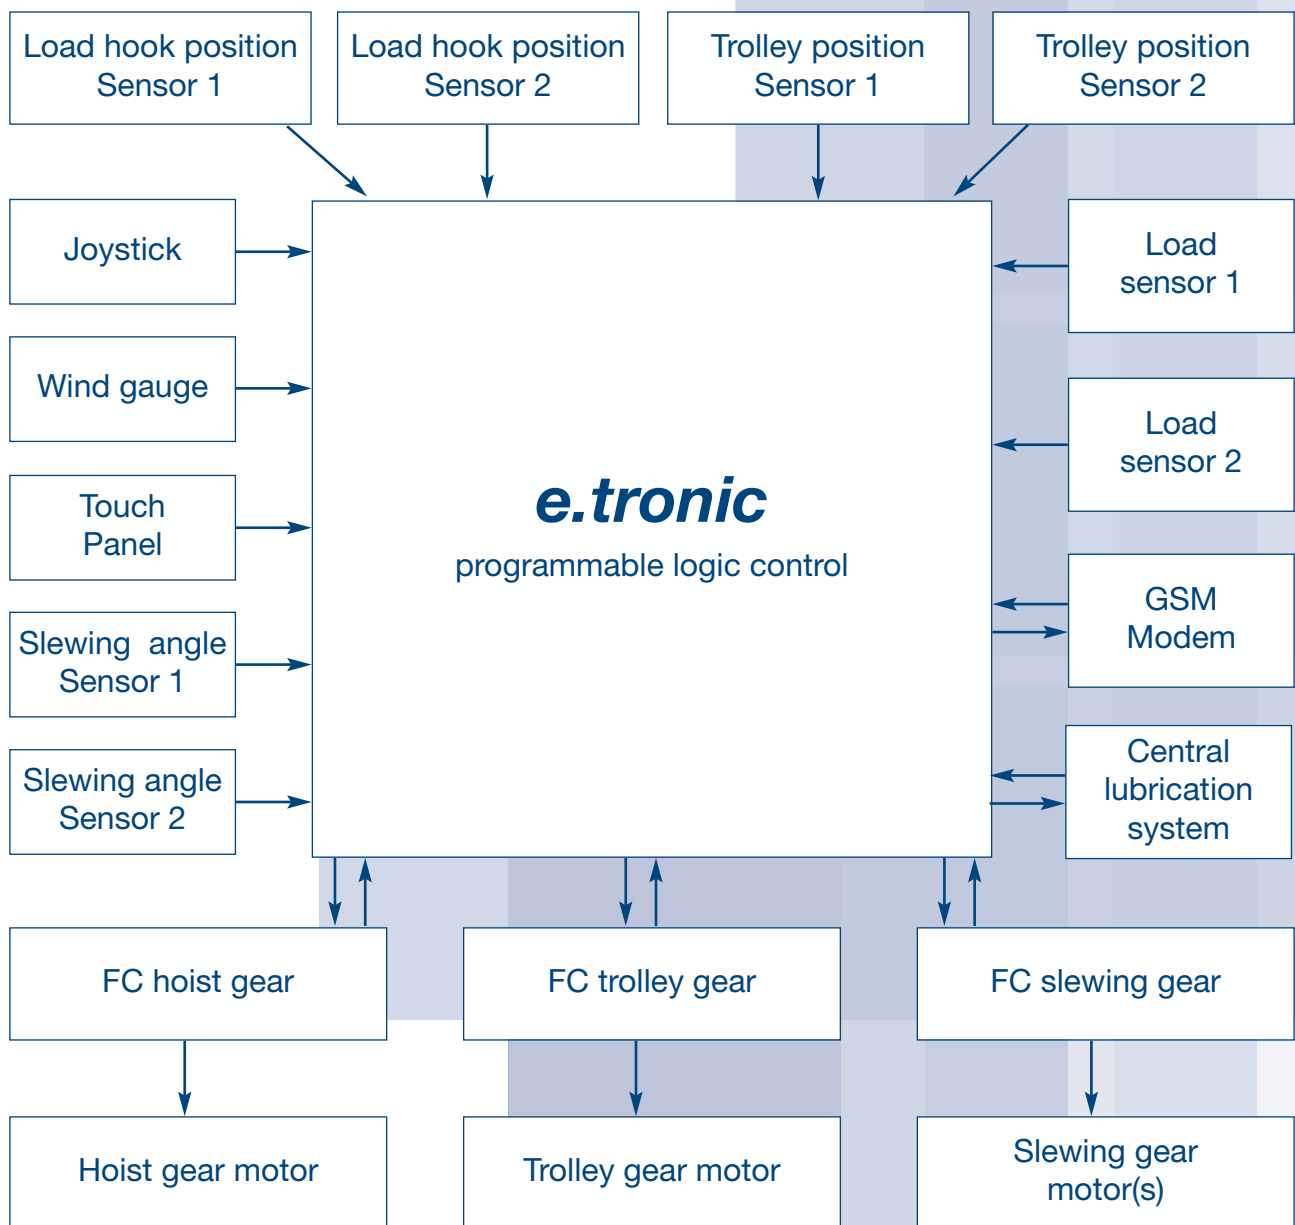 Load hook position
Sensor 1
Load hook position
Sensor 2
Trolley position
Sensor 1
Trolley position
Sensor 2
Joystick
Load
sensor 1
Wind gauge
Load
sensor 2
Touch
Panel
e.tronic
programmable logic control
GSM
Modem
Slewing angle
Sensor 1
Slewing angle
Sensor 2
Central
lubrication
system
FC hoist gear
FC trolley gear
FC slewing gear
Hoist gear motor
Trolley gear motor
Slewing gear
motor(s)